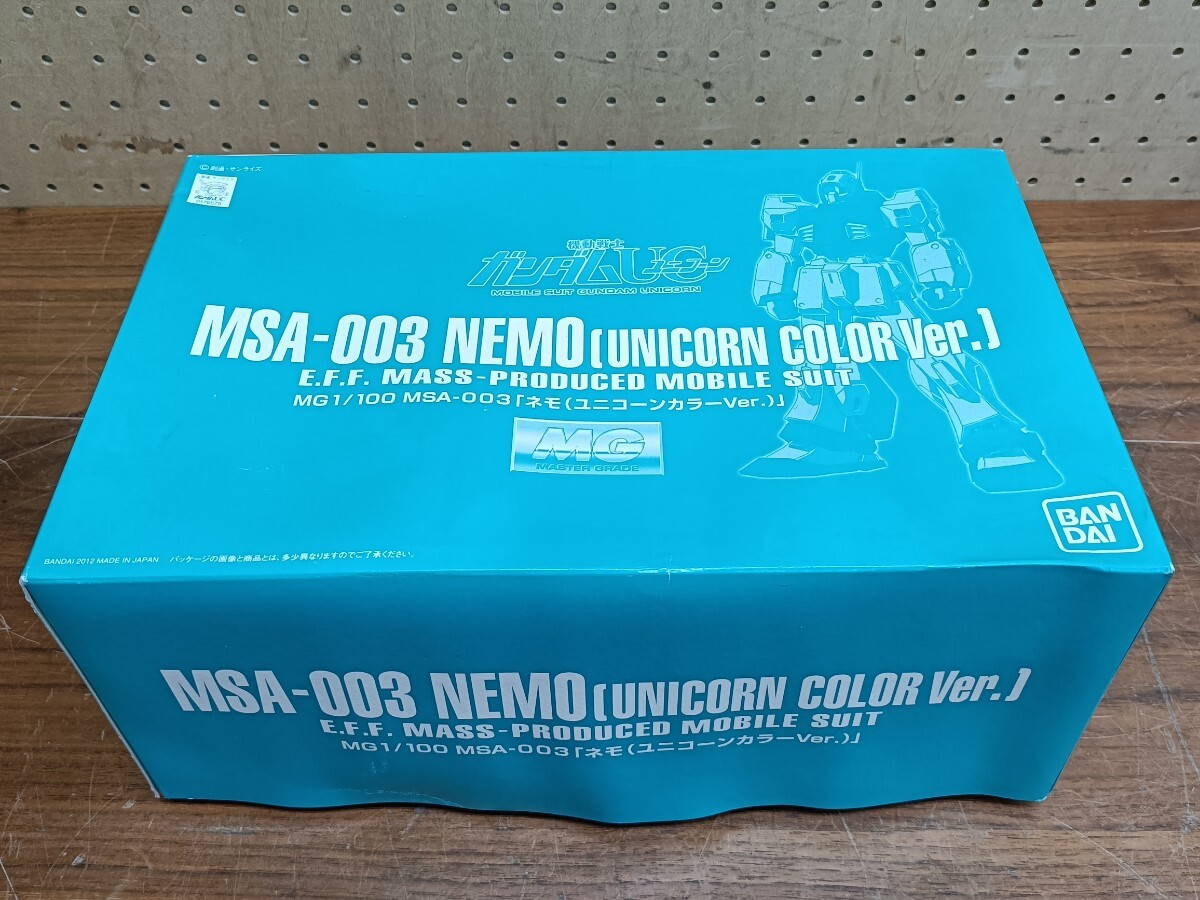 ©創通・サンライズ
機動戦士
ガンダムUC
ユニコーン
MOBILE SUIT GUNDAM UNICORN
MSA-003 NEMO(UNICORN COLOR Ver.)
E.F.F. MASS-PRODUCED MOBILE SUIT
MG1/100 MSA-003「ネモ(ユニコーンカラーVer.)」
MG
MASTER GRADE
BANDAI 2012 MADE IN JAPAN パッケージの画像と商品とは、多少異なりますのでご了承ください。
BAN
DAI
MSA-003 NEMO(UNICORN COLOR Ver.)
E.F.F. MASS-PRODUCED MOBILE SUIT
MG1/100 MSA-003「ネモ(ユニコーンカラーVer.)」